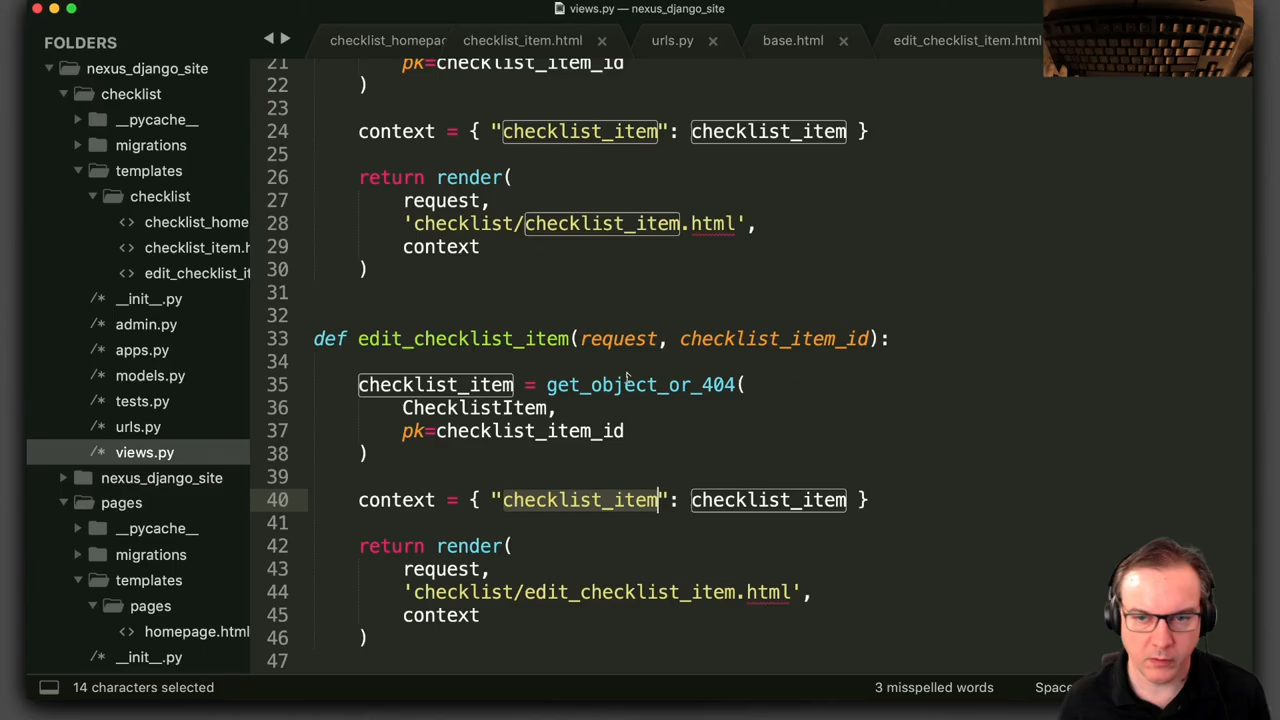 views.py — nexus_django_site
FOLDERS
nexus_django_site
checklist
__pycache__
migrations
templates
checklist
checklist_home
checklist_item.h
edit_checklist_it
__init__.py
admin.py
apps.py
models.py
tests.py
urls.py
views.py
nexus_django_site
pages
__pycache__
migrations
templates
pages
homepage.html
__init__.py
checklist_homepac checklist_item.html urls.py base.html edit_checklist_item.html
21 pk=checklist_item_id
22 )
23
24 context = { "checklist_item": checklist_item }
25
26 return render(
27 request,
28 'checklist/checklist_item.html',
29 context
30 )
31
32
33 def edit_checklist_item(request, checklist_item_id):
34
35 checklist_item = get_object_or_404(
36 ChecklistItem,
37 pk=checklist_item_id
38 )
39
40 context = { "checklist_item": checklist_item }
41
42 return render(
43 request,
44 'checklist/edit_checklist_item.html',
45 context
46 )
47
14 characters selected
3 misspelled words
Space